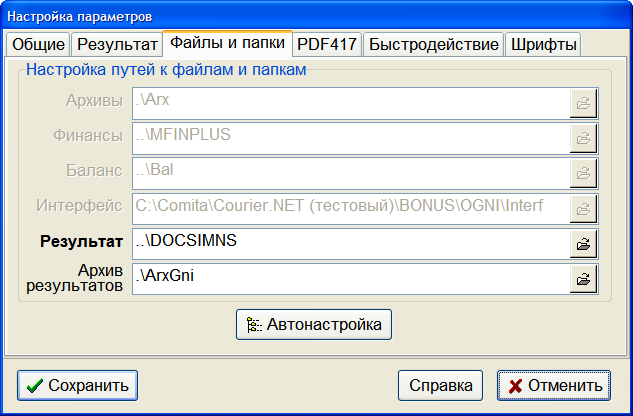 Настройка параметров
Общие Результат Файлы и папки PDF417 Быстродействие Шрифты
Настройка путей к файлам и папкам
Архивы .\Arx
Финансы ..\MFINPLUS
Баланс ..\Bal
Интерфейс C:\Comita\Courier.NET (тестовый)\BONUS\OGNI\Interf
Результат ..\DOCSIMNS
Архив
результатов .\ArxGni
Автонастройка
Сохранить Справка Отменить